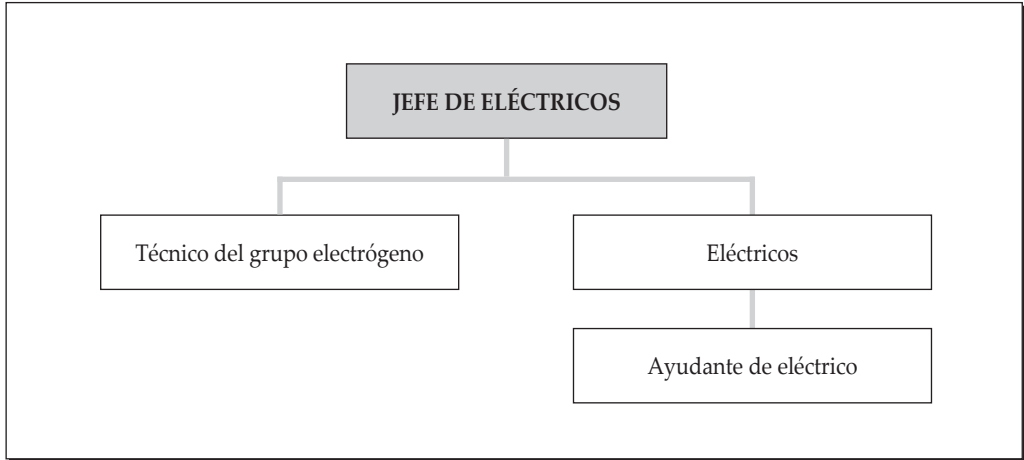 JEFE DE ELÉCTRICOS
Técnico del grupo electrógeno
Eléctricos
Ayudante de eléctrico